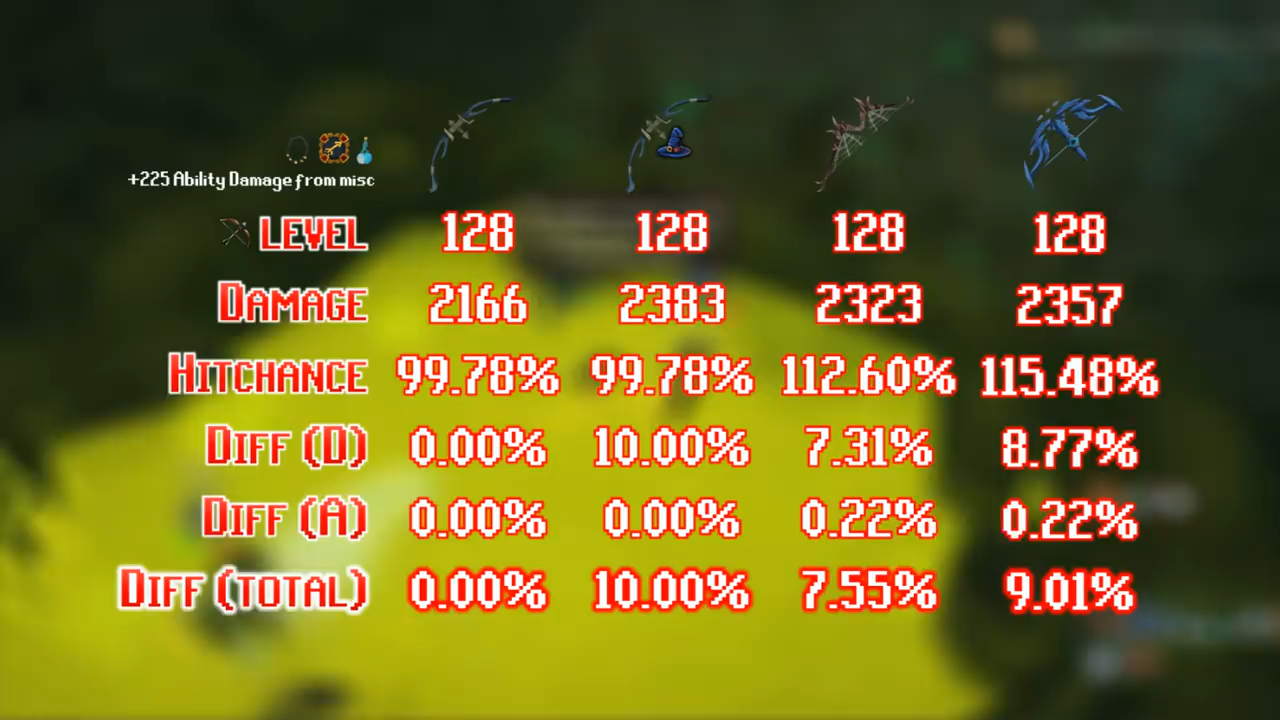 +225 Ability Damage from misc
LEVEL 128 128 128 128
DAMAGE 2166 2383 2323 2357
HITCHANCE 99.78% 99.78% 112.60% 115.48%
DIFF (D) 0.00% 10.00% 7.31% 8.77%
DIFF (A) 0.00% 0.00% 0.22% 0.22%
DIFF (TOTAL) 0.00% 10.00% 7.55% 9.01%